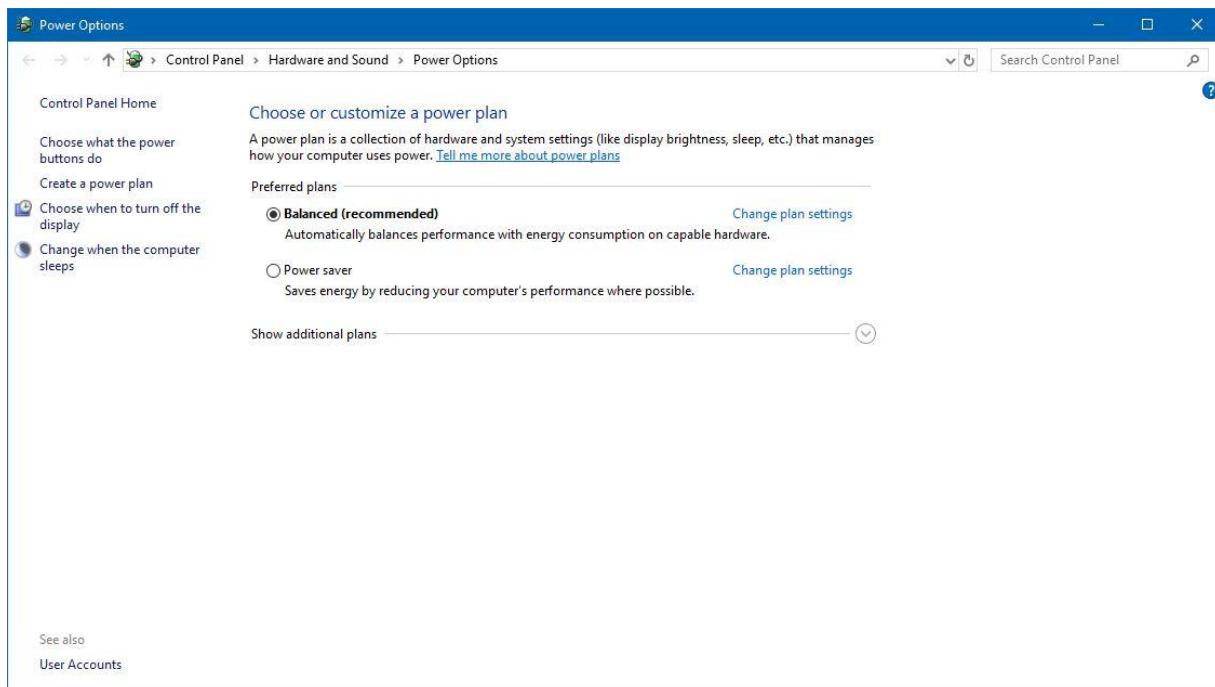 Power Options
Control Panel > Hardware and Sound > Power Options
Search Control Panel
?
Control Panel Home
Choose what the power
buttons do
Create a power plan
Choose when to turn off the
display
Change when the computer
sleeps
Choose or customize a power plan
A power plan is a collection of hardware and system settings (like display brightness, sleep, etc.) that manages
how your computer uses power. Tell me more about power plans
Preferred plans
Balanced (recommended) Change plan settings
Automatically balances performance with energy consumption on capable hardware.
Power saver Change plan settings
Saves energy by reducing your computer's performance where possible.
Show additional plans
See also
User Accounts